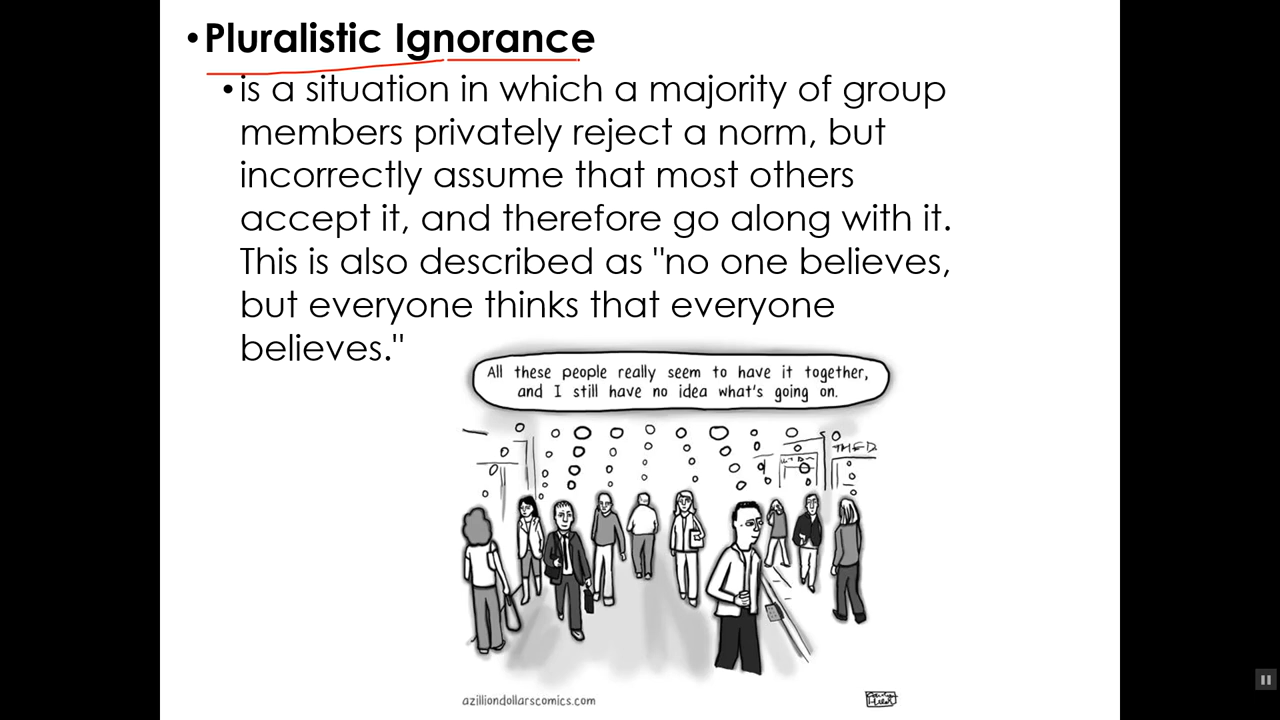 •Pluralistic Ignorance
•is a situation in which a majority of group
members privately reject a norm, but
incorrectly assume that most others
accept it, and therefore go along with it.
This is also described as "no one believes,
but everyone thinks that everyone
believes."
All these people really seem to have it together,
and I still have no idea what's going on.
azilliondollarscomics.com